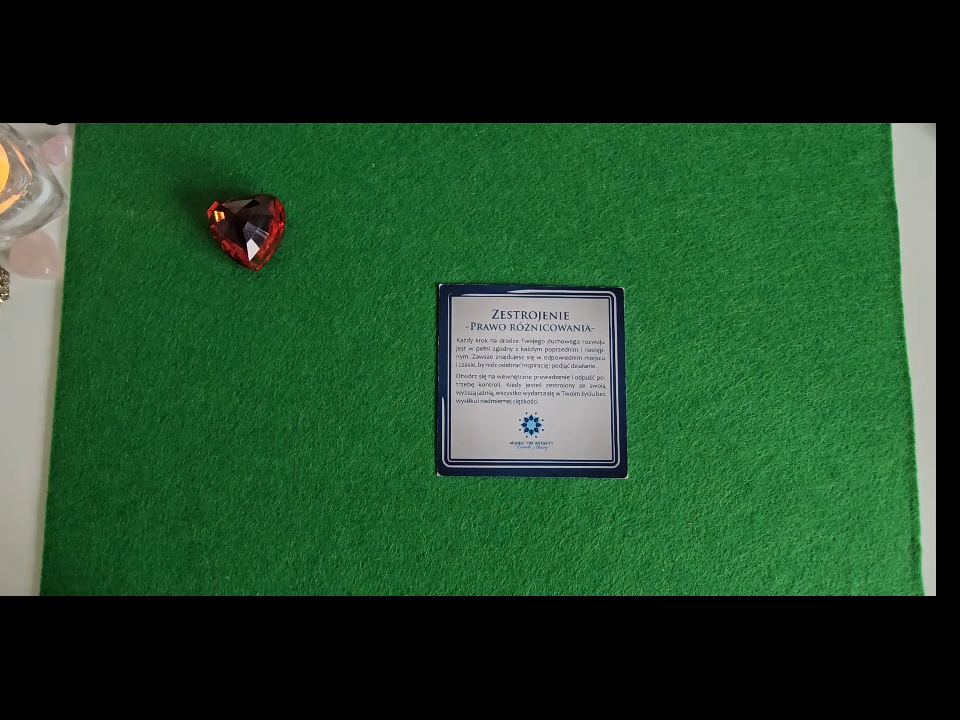 Zestrojenie
-Prawo różnicowania-
Każdy krok na drodze Twojego duchowego rozwoju
jest w pełni zgodny z każdym poprzednim i następ-
nym. Zawsze znajdujesz się w odpowiednim miejscu
i czasie, by móc odebrać inspirację i podjąć działanie.
Otwórz się na wewnętrzne prowadzenie i odpuść po-
trzebę kontroli. Kiedy jesteś zestrojony ze swoją
wyższą jaźnią, wszystko wydarza się w Twoim życiu bez
wysiłku i nadmiernej ciężkości.